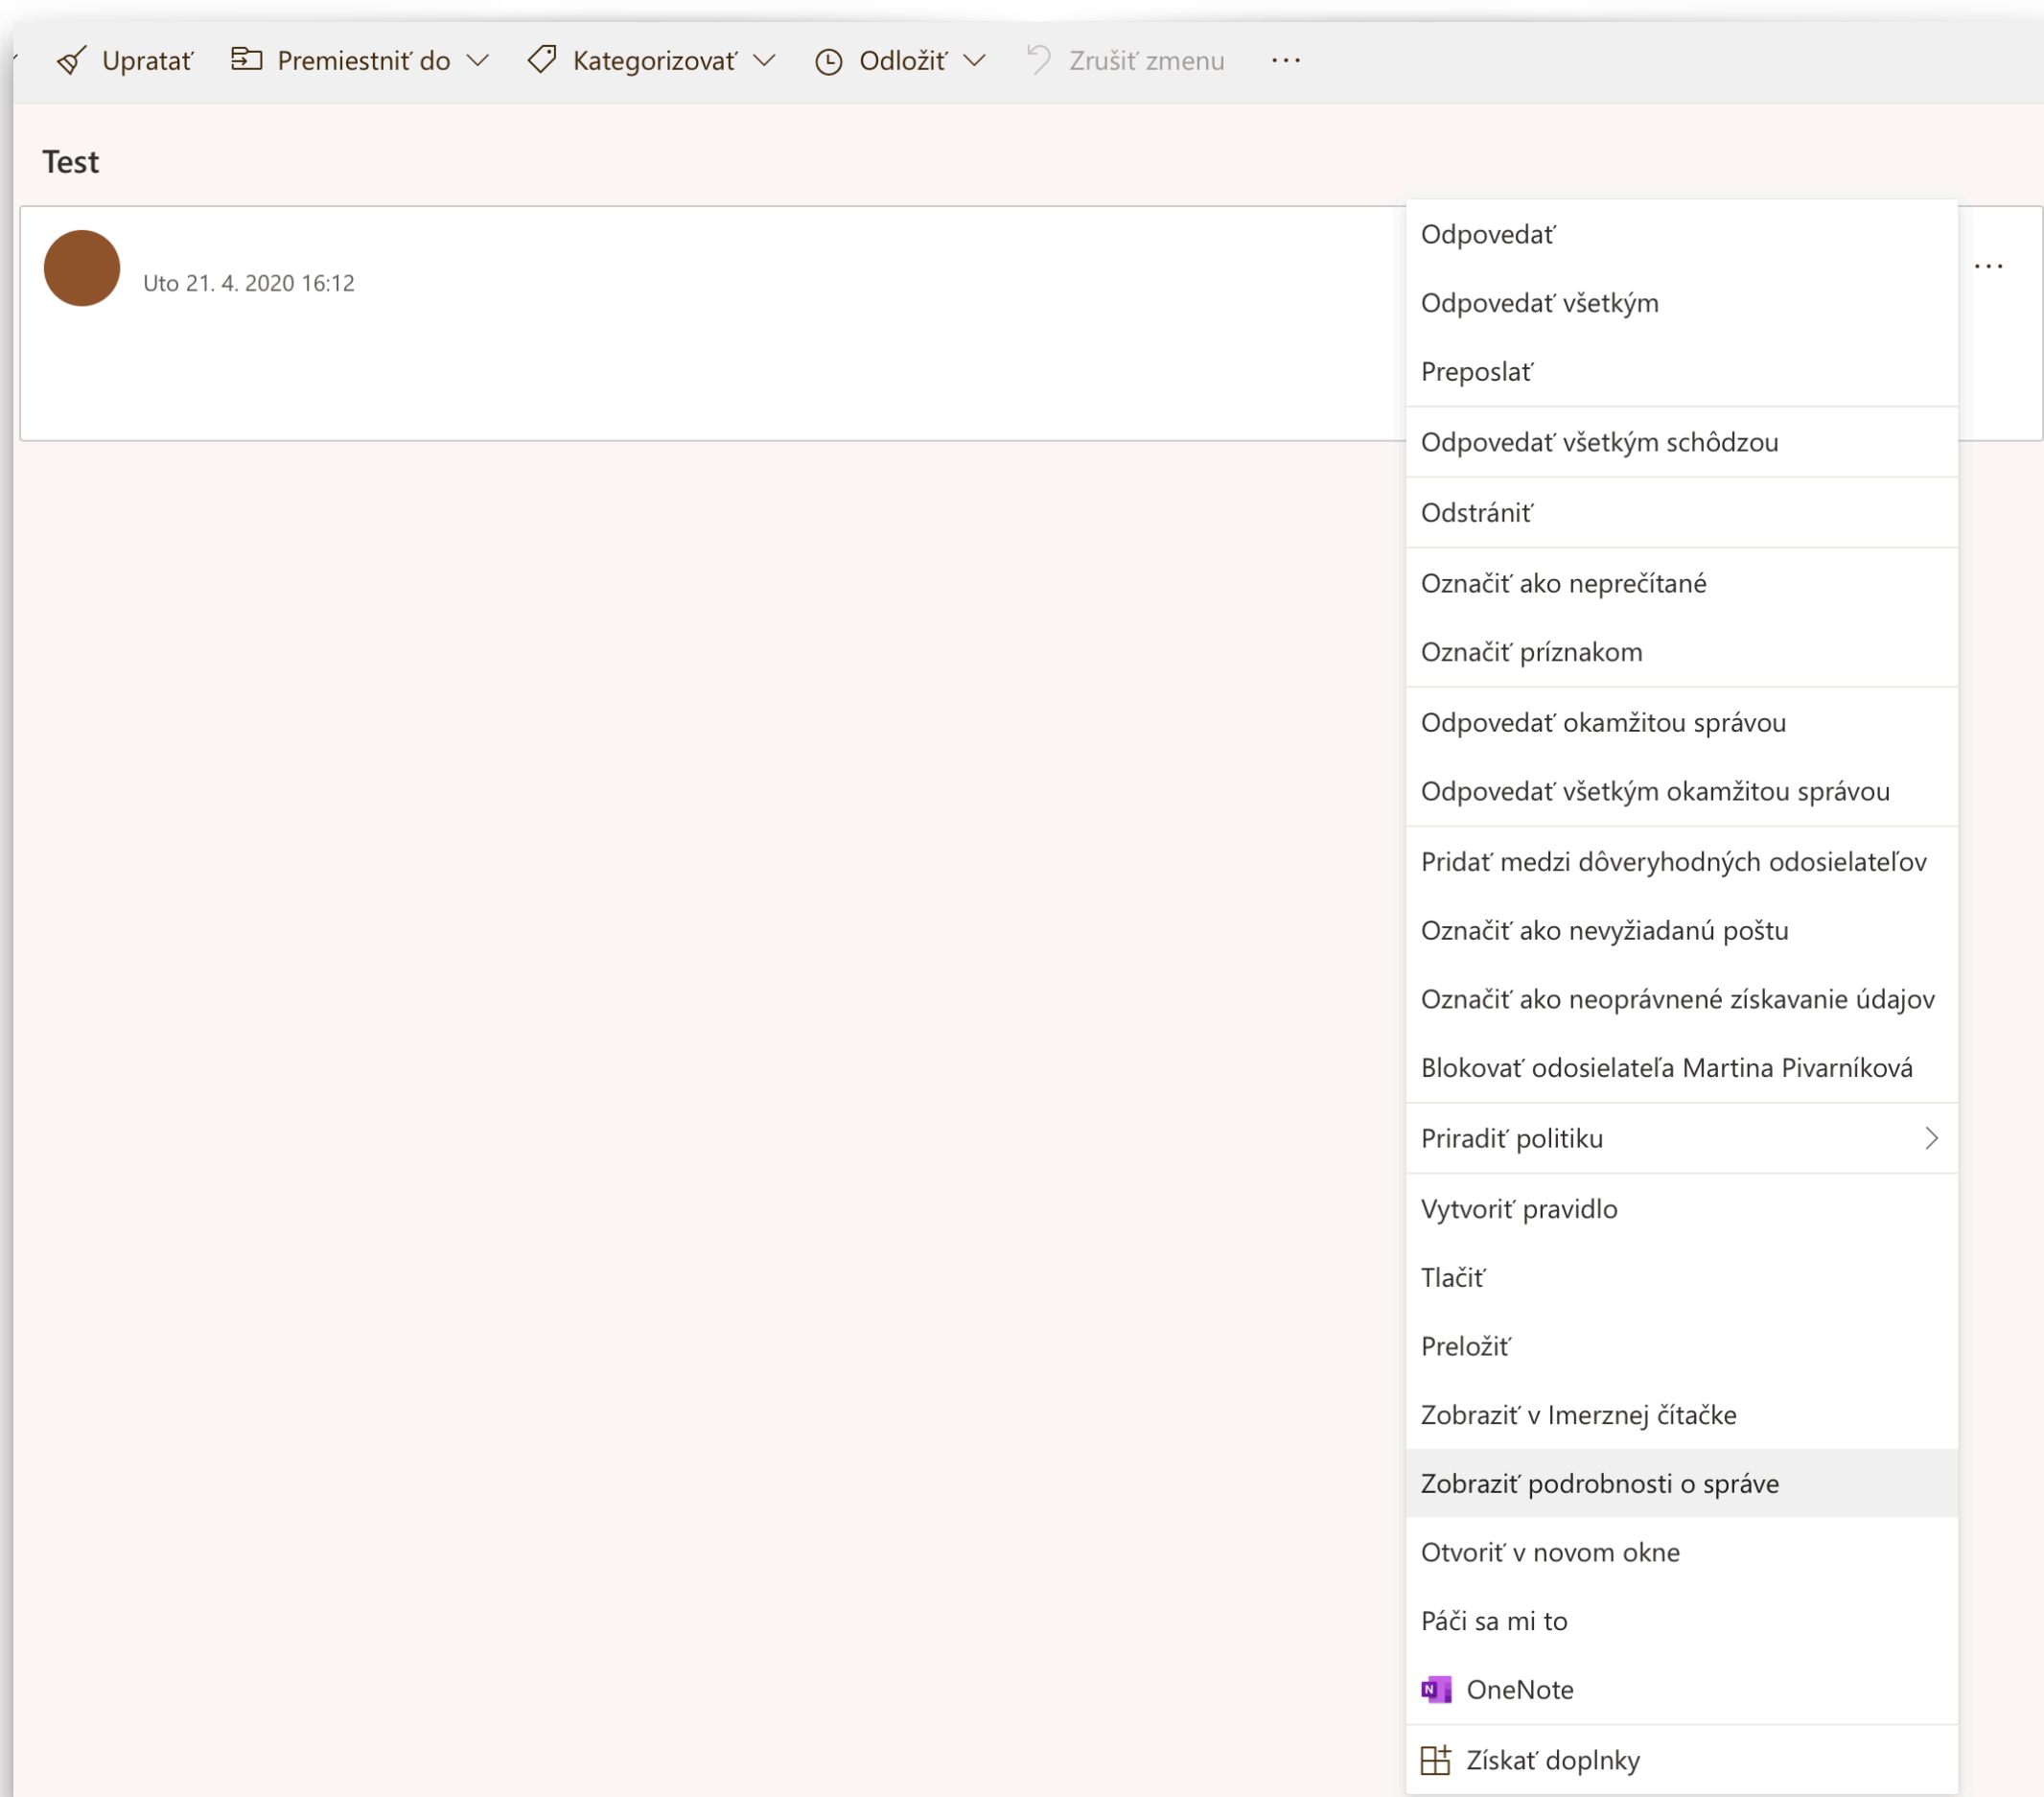 Upratať Premiestniť do Kategorizovať Odložiť Zrušiť zmenu ...
Test
Uto 21. 4. 2020 16:12
...
Odpovedať
Odpovedať všetkým
Preposlať
Odpovedať všetkým schôdzou
Odstrániť
Označiť ako neprečítané
Označiť príznakom
Odpovedať okamžitou správou
Odpovedať všetkým okamžitou správou
Pridať medzi dôveryhodných odosielateľov
Označiť ako nevyžiadanú poštu
Označiť ako neoprávnené získavanie údajov
Blokovať odosielateľa Martina Pivarníková
Priradiť politiku
Vytvoriť pravidlo
Tlačiť
Preložiť
Zobraziť v Imerznej čítačke
Zobraziť podrobnosti o správe
Otvoriť v novom okne
Páči sa mi to
N OneNote
Získať doplnky